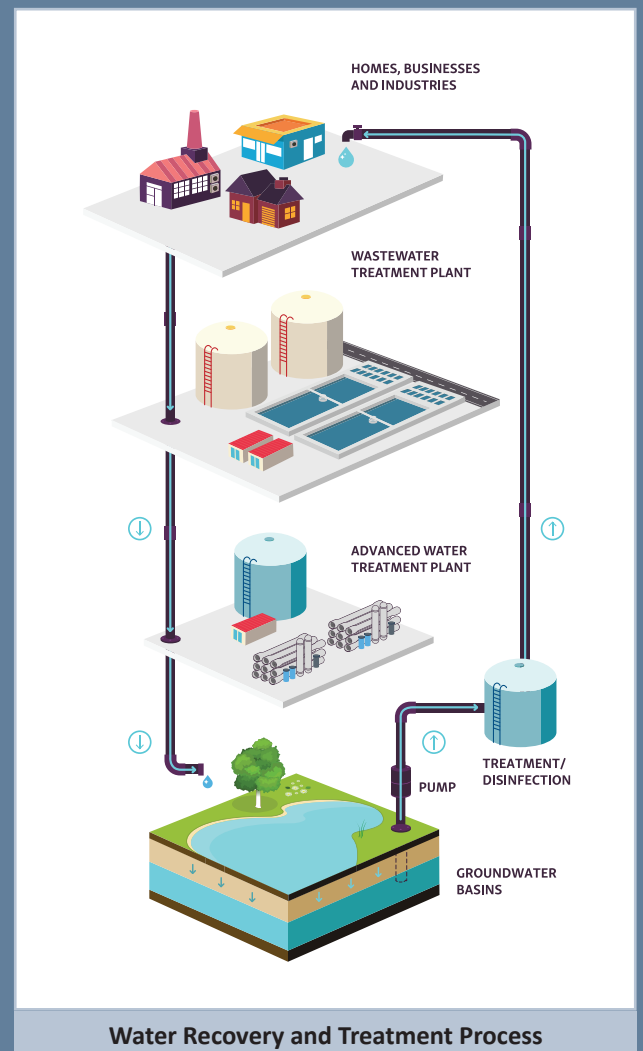 HOMES, BUSINESSES
AND INDUSTRIES
WASTEWATER
TREATMENT PLANT
ADVANCED WATER
TREATMENT PLANT
TREATMENT/
DISINFECTION
PUMP
GROUNDWATER
BASINS
Water Recovery and Treatment Process